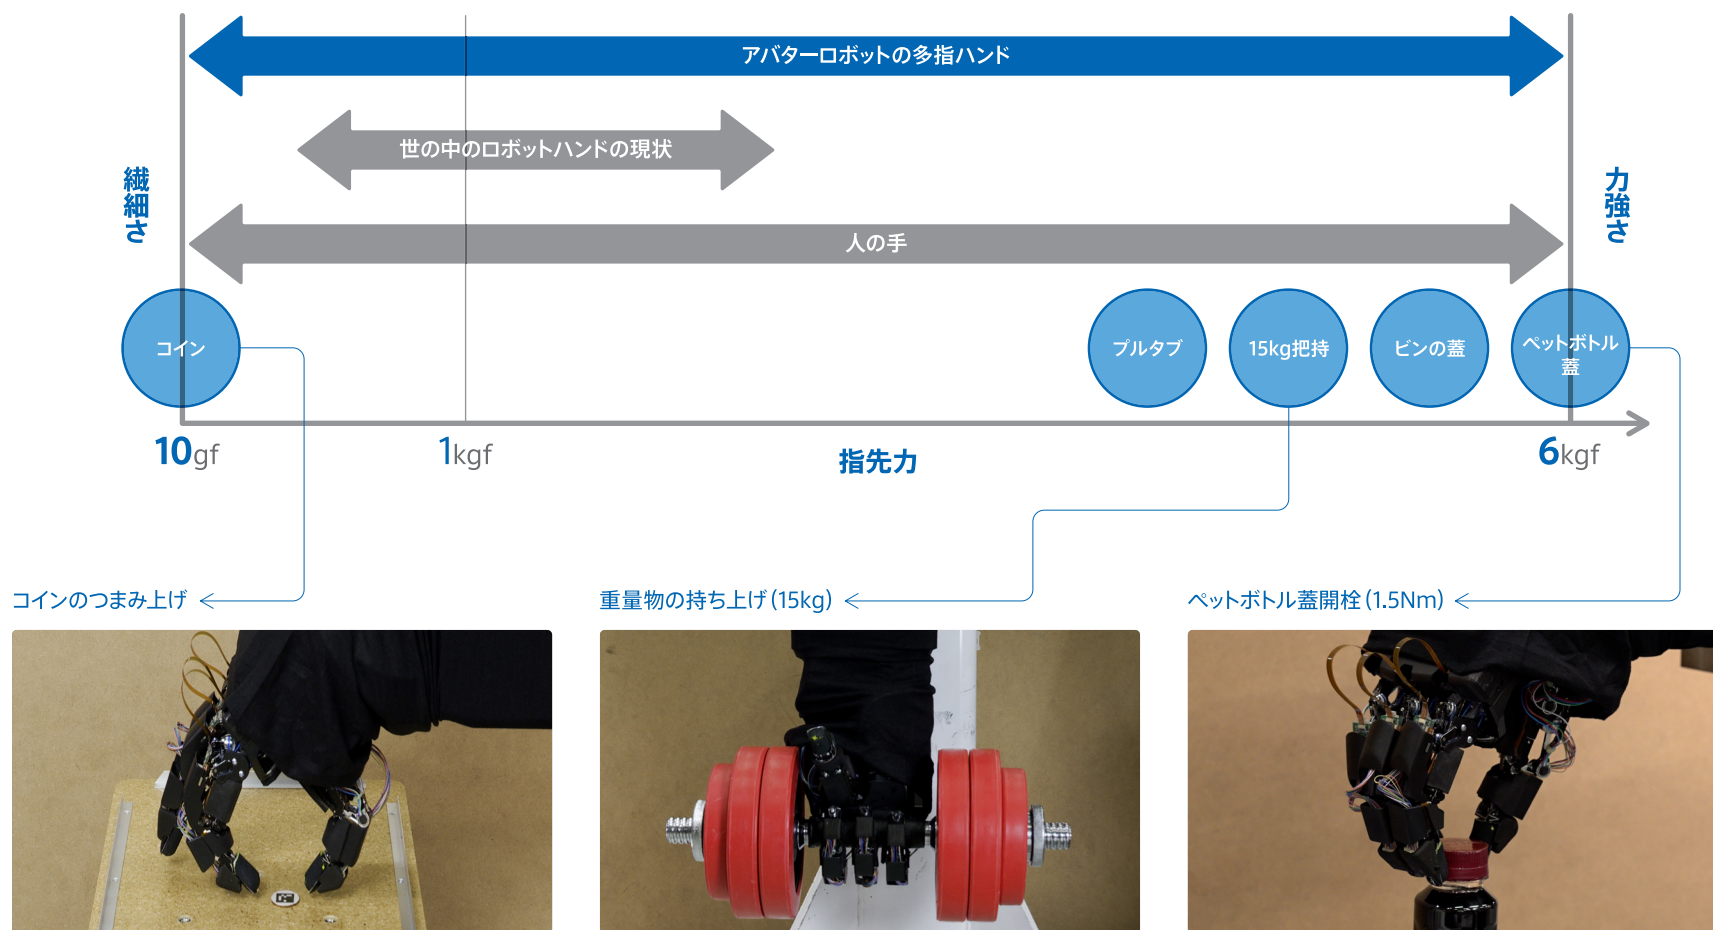 アバターロボットの多指ハンド
世の中のロボットハンドの現状
繊細さ
力強さ
人の手
コイン
プルタブ
15kg把持
ビンの蓋
ペットボトル
蓋
10gf
1kgf
指先力
6kgf
コインのつまみ上げ
重量物の持ち上げ(15kg)
ペットボトル蓋開栓(1.5Nm)